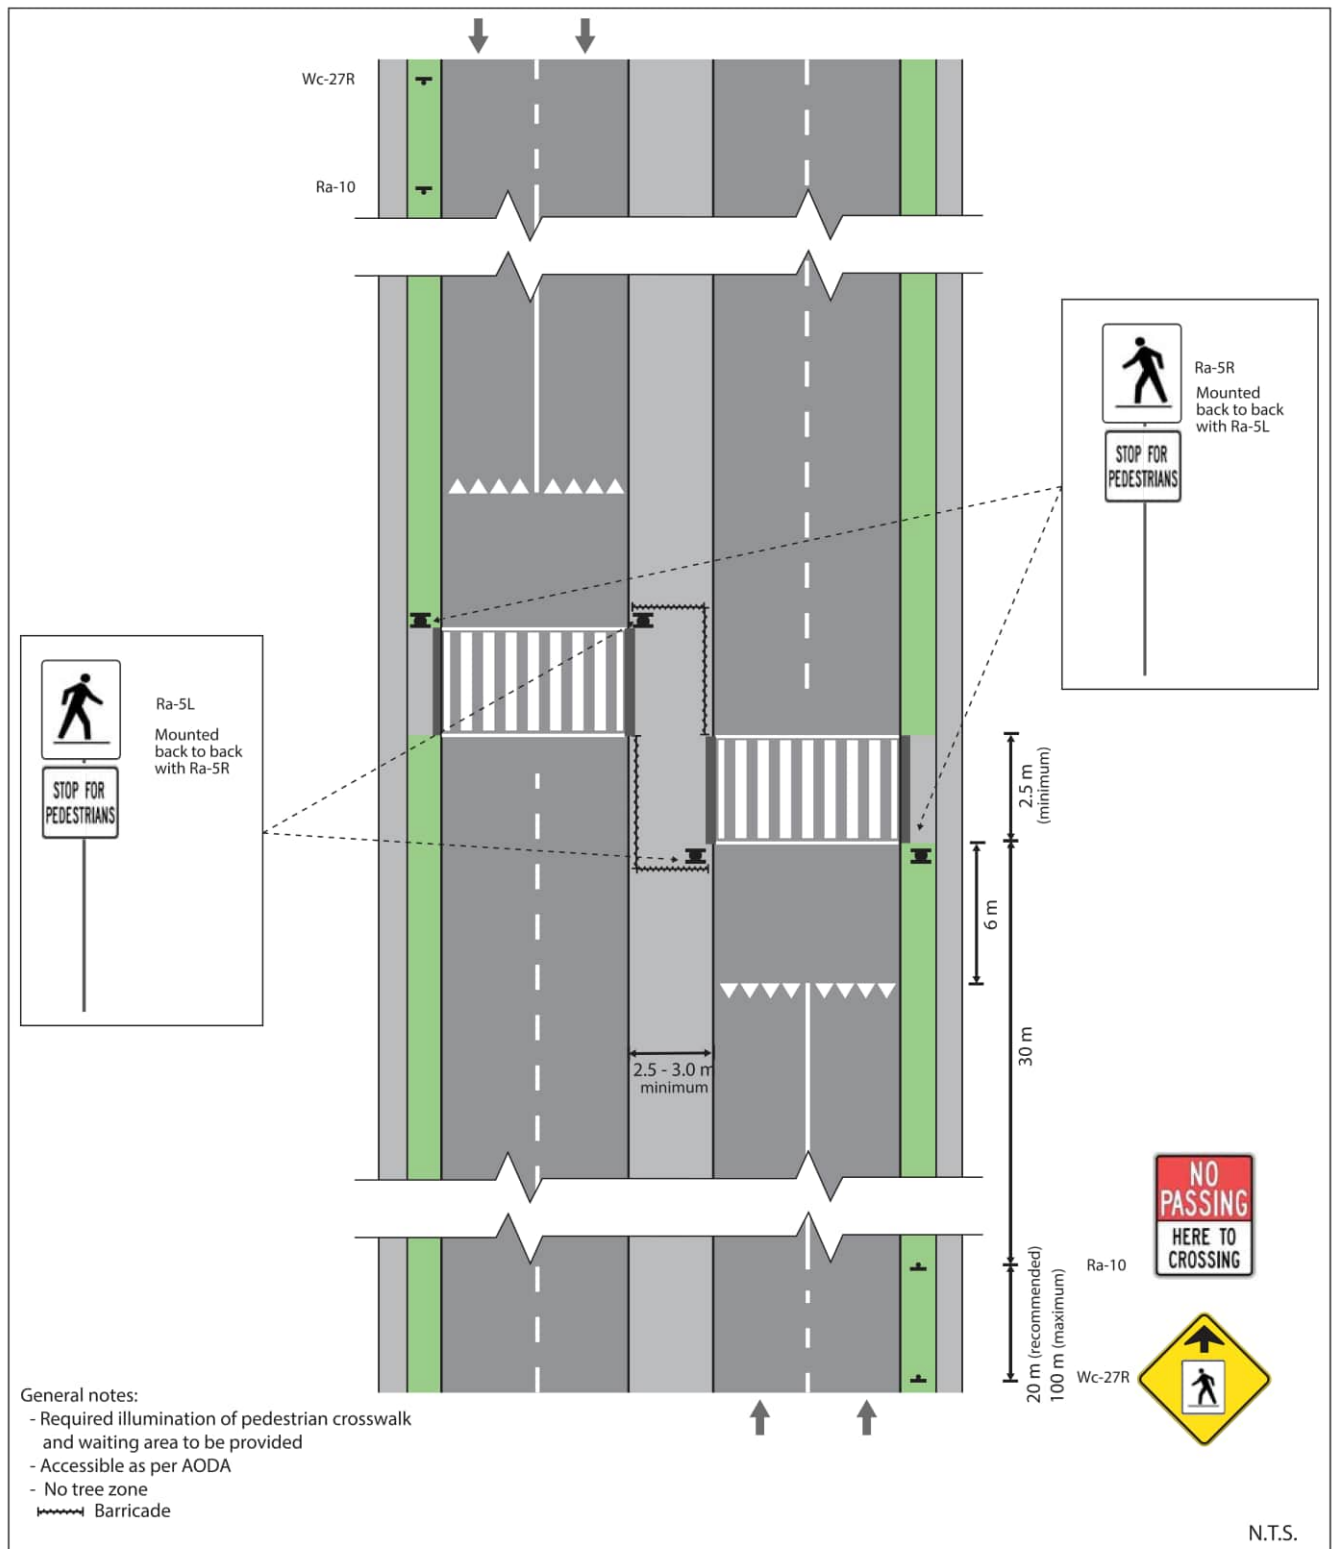 Wc-27R
Ra-10
Ra-5R
Mounted
back to back
with Ra-5L
STOP FOR
PEDESTRIANS
Ra-5L
Mounted
back to back
with Ra-5R
STOP FOR
PEDESTRIANS
2.5 m
(minimum)
6 m
30 m
2.5 - 3.0 m
minimum
NO
PASSING
HERE TO
CROSSING
Ra-10
20 m (recommended)
100 m (maximum)
Wc-27R
General notes:
- Required illumination of pedestrian crosswalk
and waiting area to be provided
- Accessible as per AODA
- No tree zone
Barricade
N.T.S.